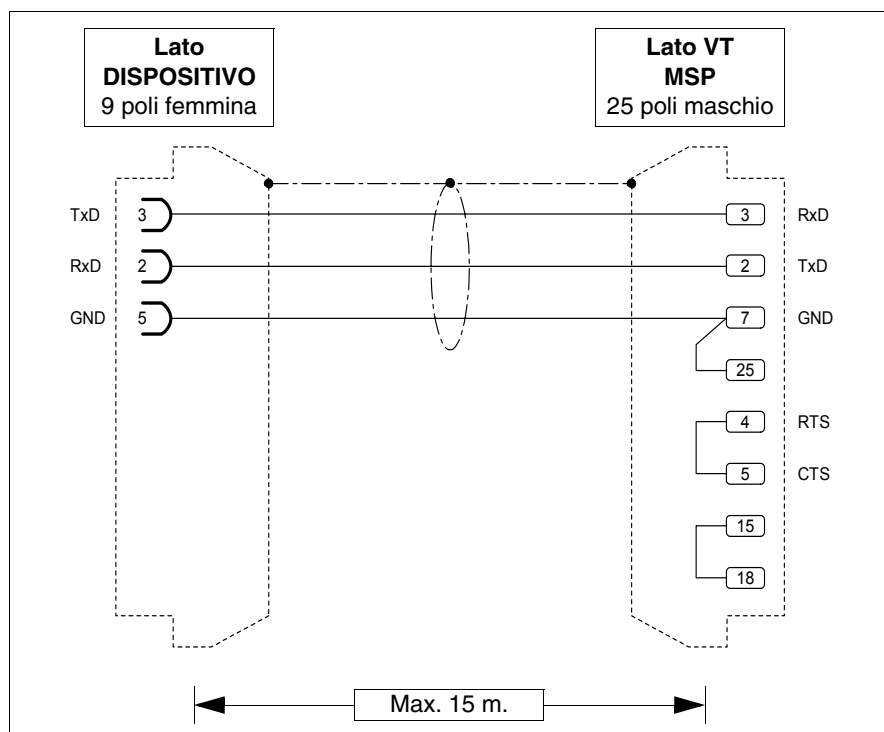 Lato
DISPOSITIVO
9 poli femmina
Lato VT
MSP
25 poli maschio
TxD 3 3 RxD
RxD 2 2 TxD
GND 5 7 GND
25
4 RTS
5 CTS
15
18
Max. 15 m.